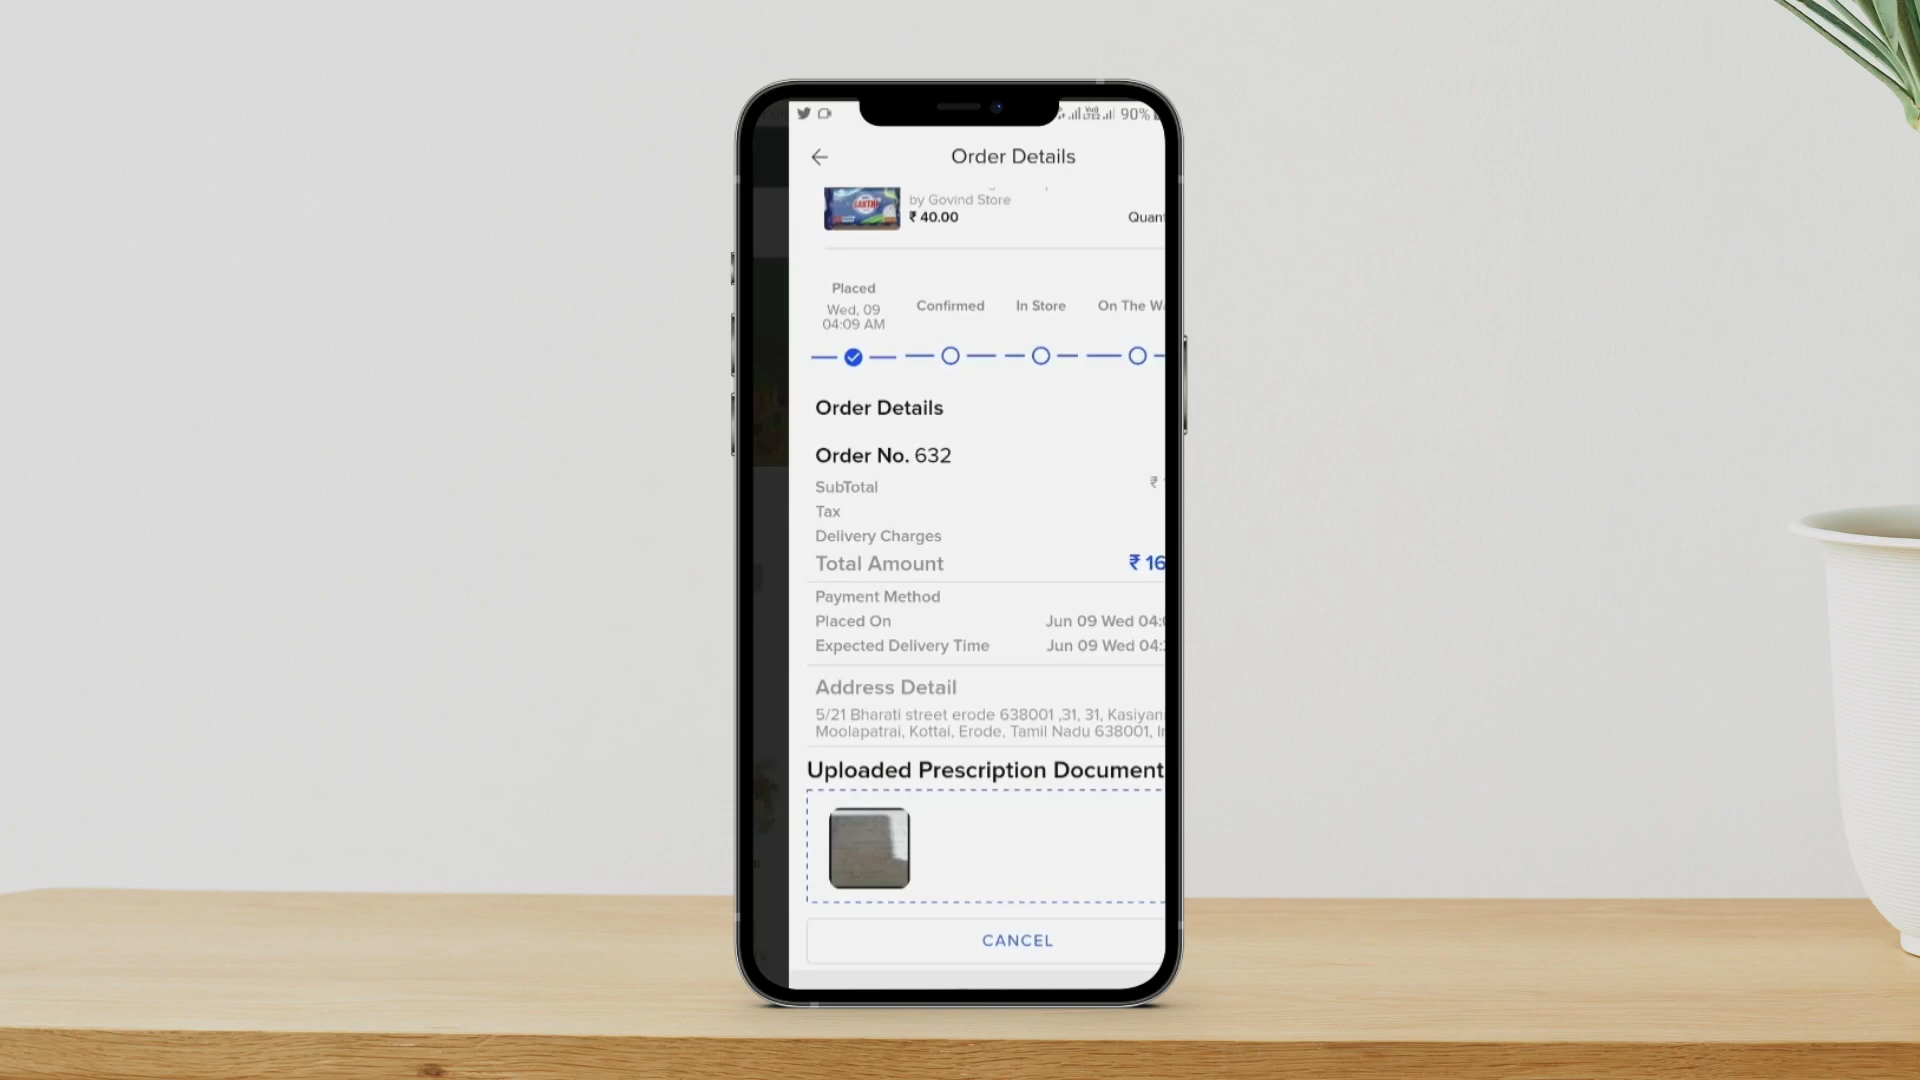 90%
Order Details
by Govind Store
₹ 40.00
Quant
Placed
Wed, 09
04:09 AM
Confirmed
In Store
On The W
Order Details
Order No. 632
SubTotal
₹
Tax
Delivery Charges
Total Amount
₹ 16
Payment Method
Placed On
Jun 09 Wed 04:
Expected Delivery Time
Jun 09 Wed 04:
Address Detail
5/21 Bharati street erode 638001 ,31, 31, Kasiyan
Moolapatrai, Kottai, Erode, Tamil Nadu 638001, I
Uploaded Prescription Document
CANCEL